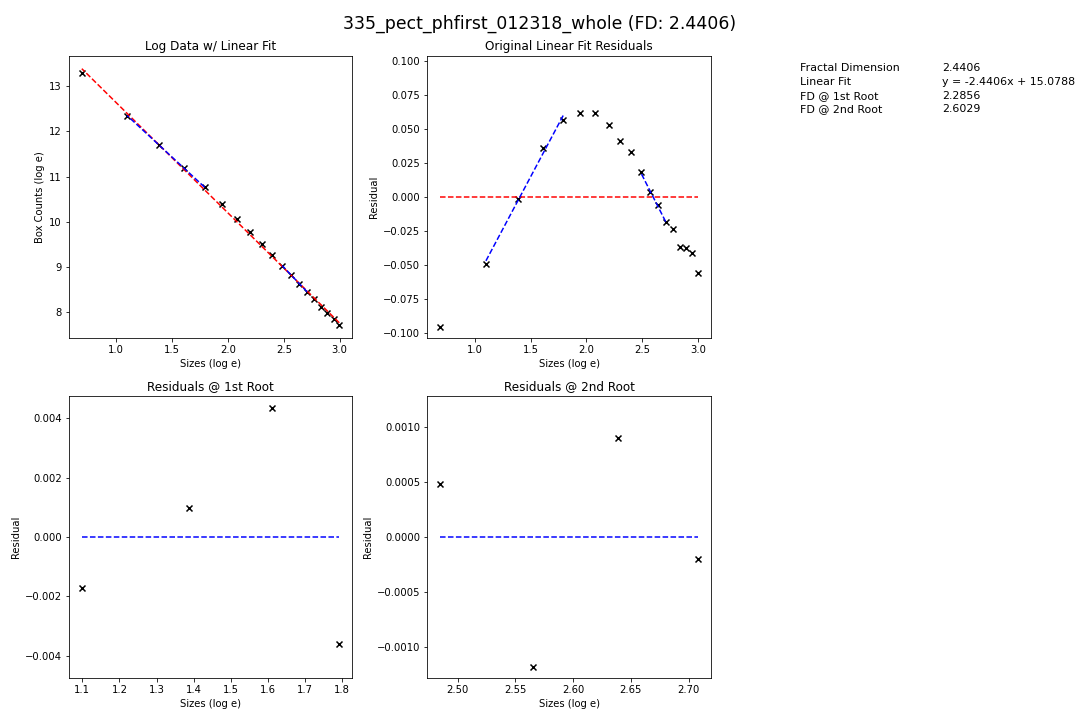 335_pect_phfirst_012318_whole (FD: 2.4406)
Log Data w/ Linear Fit
Box Counts (log e)
13
12
11
10
9
8
1.0 1.5 2.0 2.5 3.0
Sizes (log e)
Original Linear Fit Residuals
Residual
0.100
0.075
0.050
0.025
0.000
−0.025
−0.050
−0.075
−0.100
1.0 1.5 2.0 2.5 3.0
Sizes (log e)
Fractal Dimension 2.4406
Linear Fit y = -2.4406x + 15.0788
FD @ 1st Root 2.2856
FD @ 2nd Root 2.6029
Residuals @ 1st Root
Residual
0.004
0.002
0.000
−0.002
−0.004
1.1 1.2 1.3 1.4 1.5 1.6 1.7 1.8
Sizes (log e)
Residuals @ 2nd Root
Residual
0.0010
0.0005
0.0000
−0.0005
−0.0010
2.50 2.55 2.60 2.65 2.70
Sizes (log e)